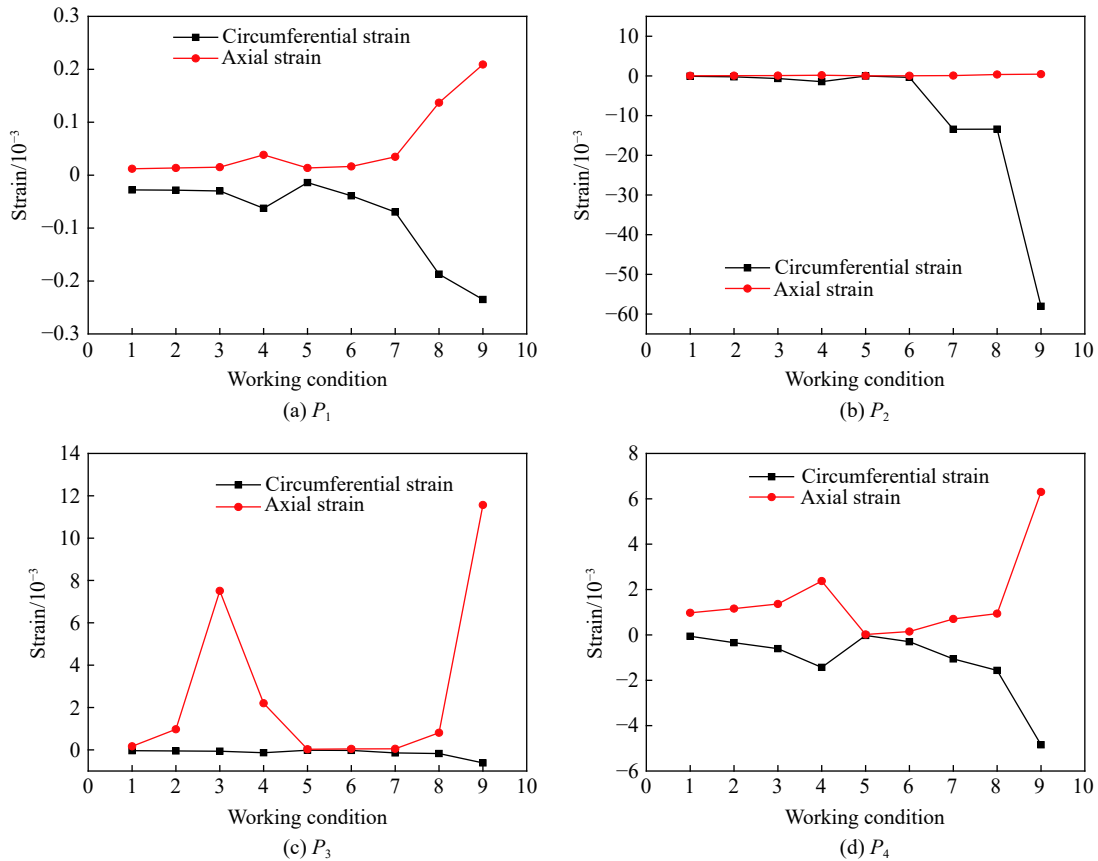 0.3
0.2
0.1
0
−0.1
−0.2
−0.3
Strain/10⁻³
Circumferential strain
Axial strain
0 1 2 3 4 5 6 7 8 9 10
Working condition
(a) P₁
10
0
−10
−20
−30
−40
−50
−60
Strain/10⁻³
Circumferential strain
Axial strain
0 1 2 3 4 5 6 7 8 9 10
Working condition
(b) P₂
14
12
10
8
6
4
2
0
Strain/10⁻³
Circumferential strain
Axial strain
0 1 2 3 4 5 6 7 8 9 10
Working condition
(c) P₃
8
6
4
2
0
−2
−4
−6
Strain/10⁻³
Circumferential strain
Axial strain
0 1 2 3 4 5 6 7 8 9 10
Working condition
(d) P₄